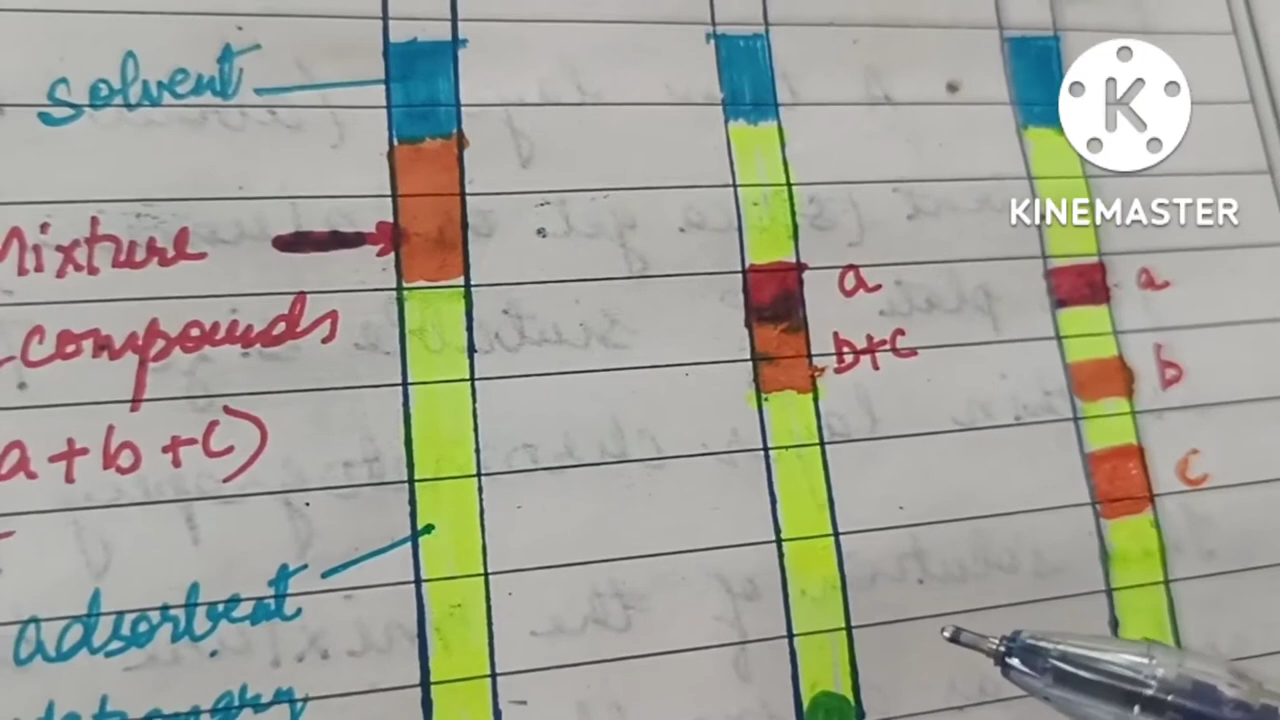 solvent
Mixture
compounds
(a+b+c)
adsorbent
a
b+c
a
b
c
KINEMASTER